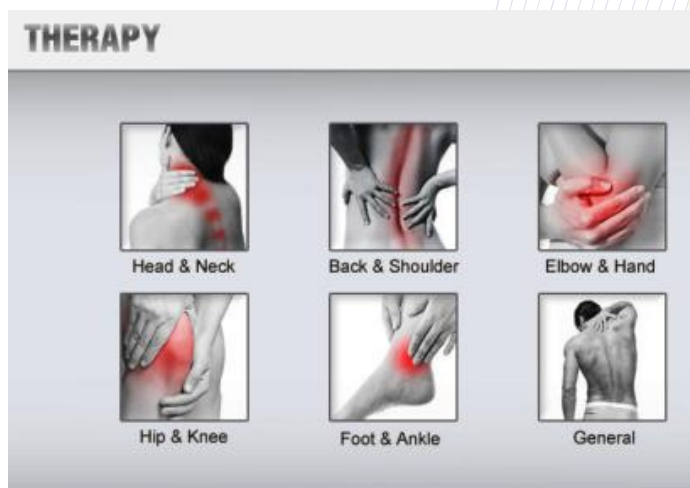 THERAPY
Head & Neck
Back & Shoulder
Elbow & Hand
Hip & Knee
Foot & Ankle
General